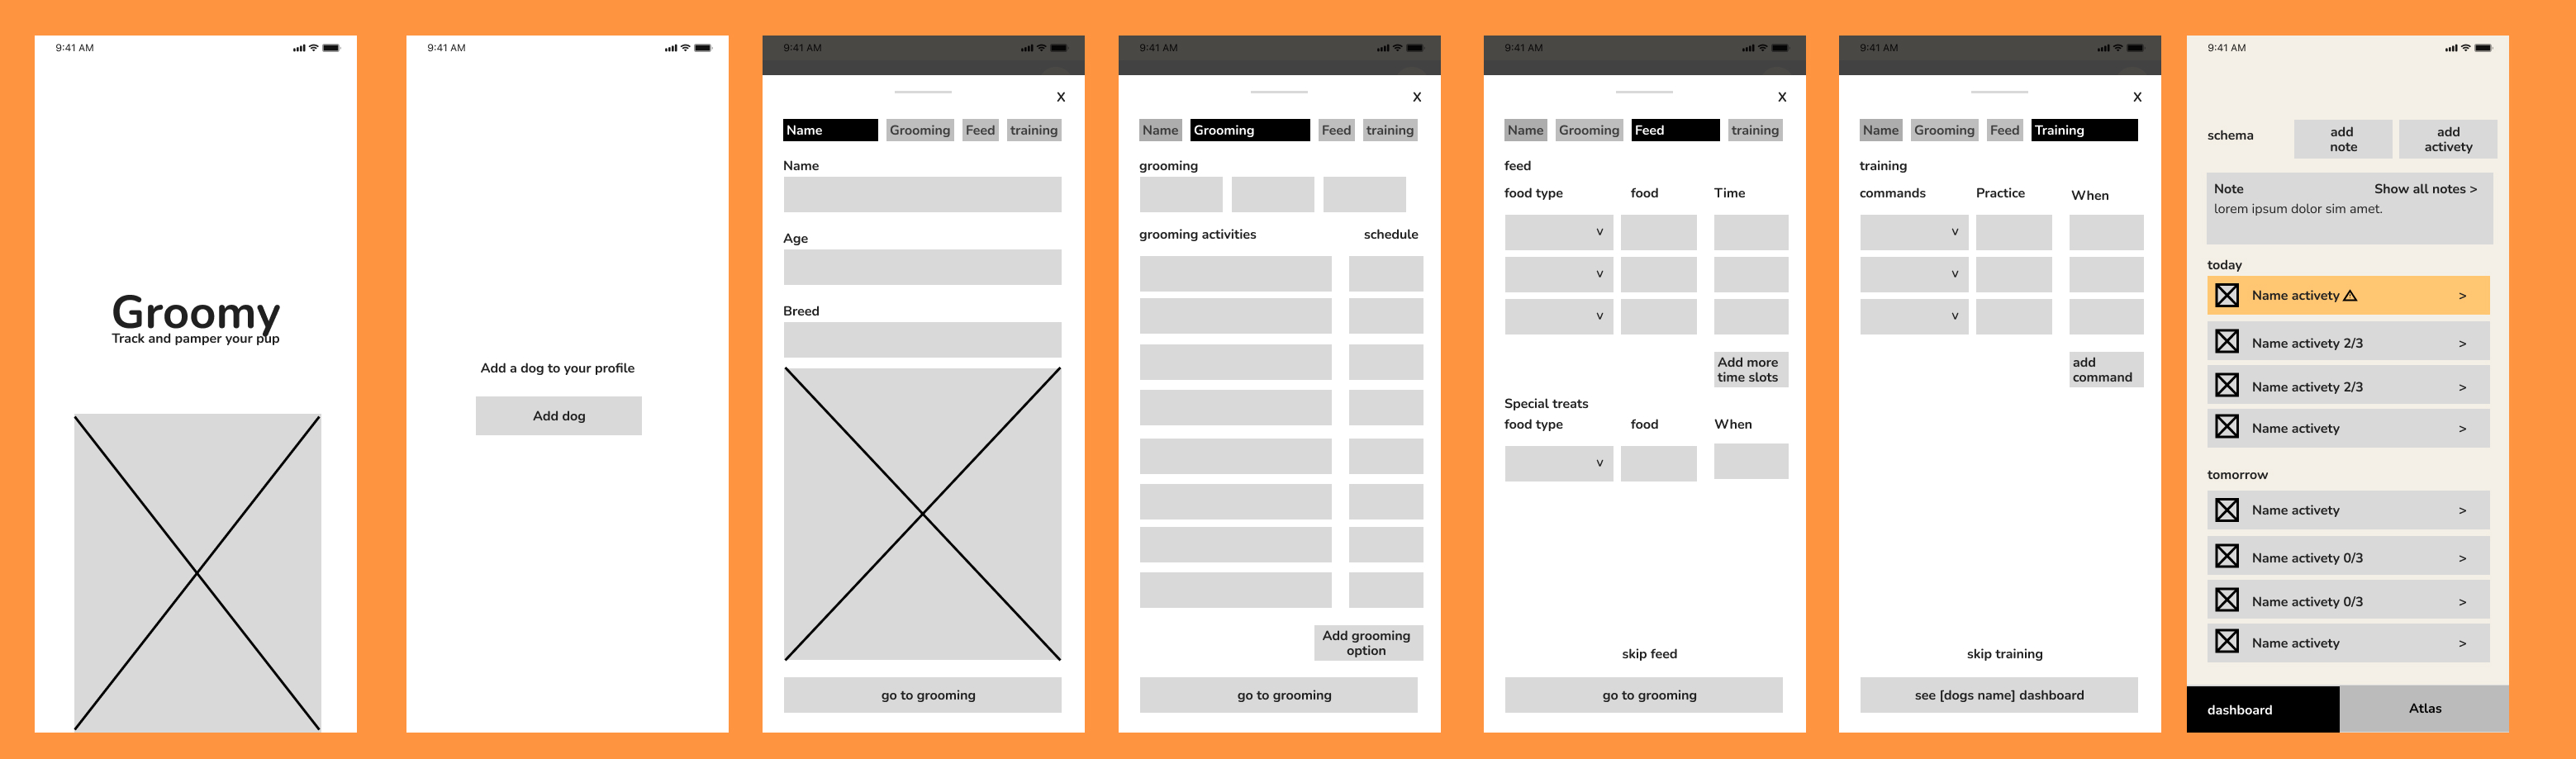 9:41 AM
Groomy
Track and pamper your pup
9:41 AM
Add a dog to your profile
Add dog
9:41 AM
X
Name Grooming Feed training
Name
Age
Breed
go to grooming
9:41 AM
X
Name Grooming Feed training
grooming
grooming activities schedule
Add grooming
option
go to grooming
9:41 AM
X
Name Grooming Feed training
feed
food type food Time
v
v
v
Add more
time slots
Special treats
food type food When
v
skip feed
go to grooming
9:41 AM
X
Name Grooming Feed Training
training
commands Practice When
v
v
v
add
command
skip training
see [dogs name] dashboard
9:41 AM
schema
add
note
add
activety
Note Show all notes >
lorem ipsum dolor sim amet.
today
Name activety >
Name activety 2/3 >
Name activety 2/3 >
Name activety >
tomorrow
Name activety >
Name activety 0/3 >
Name activety 0/3 >
Name activety >
dashboard Atlas